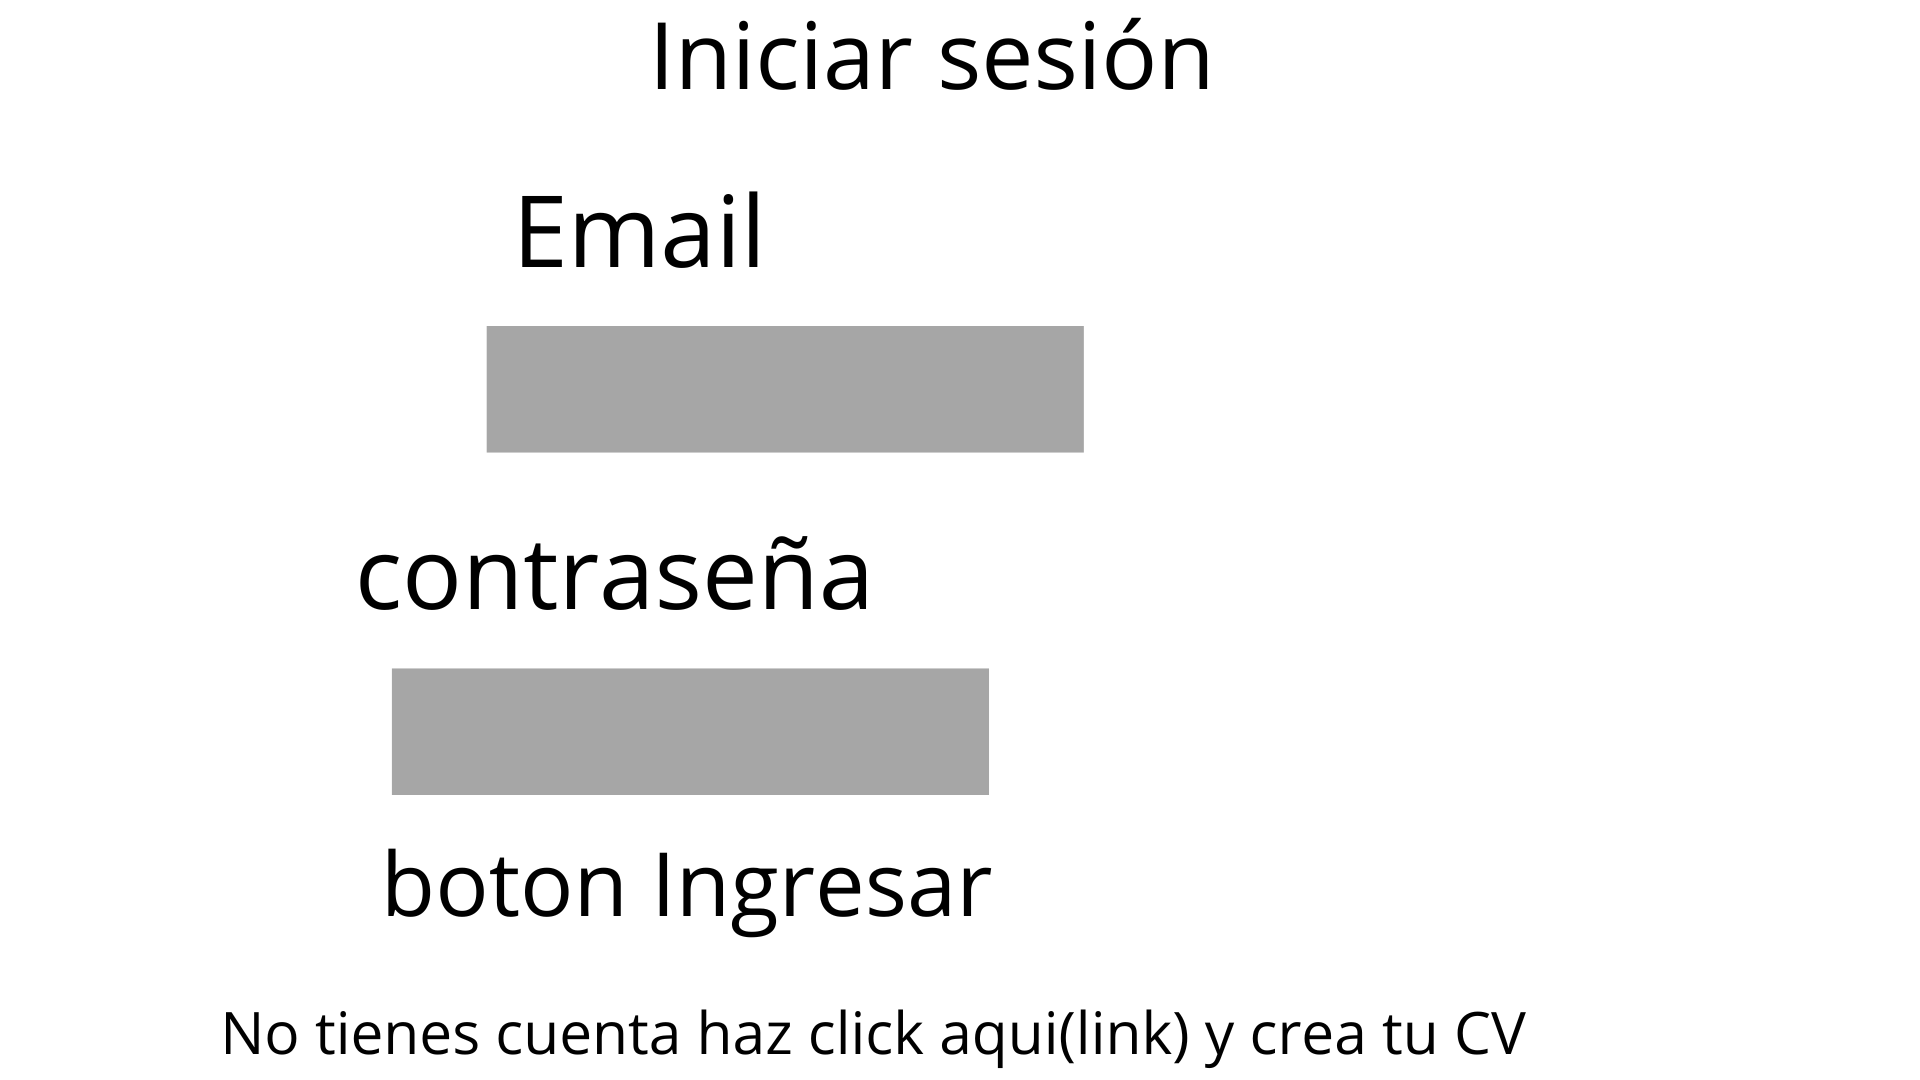 Iniciar sesión
Email
contraseña
boton Ingresar
No tienes cuenta haz click aqui(link) y crea tu CV